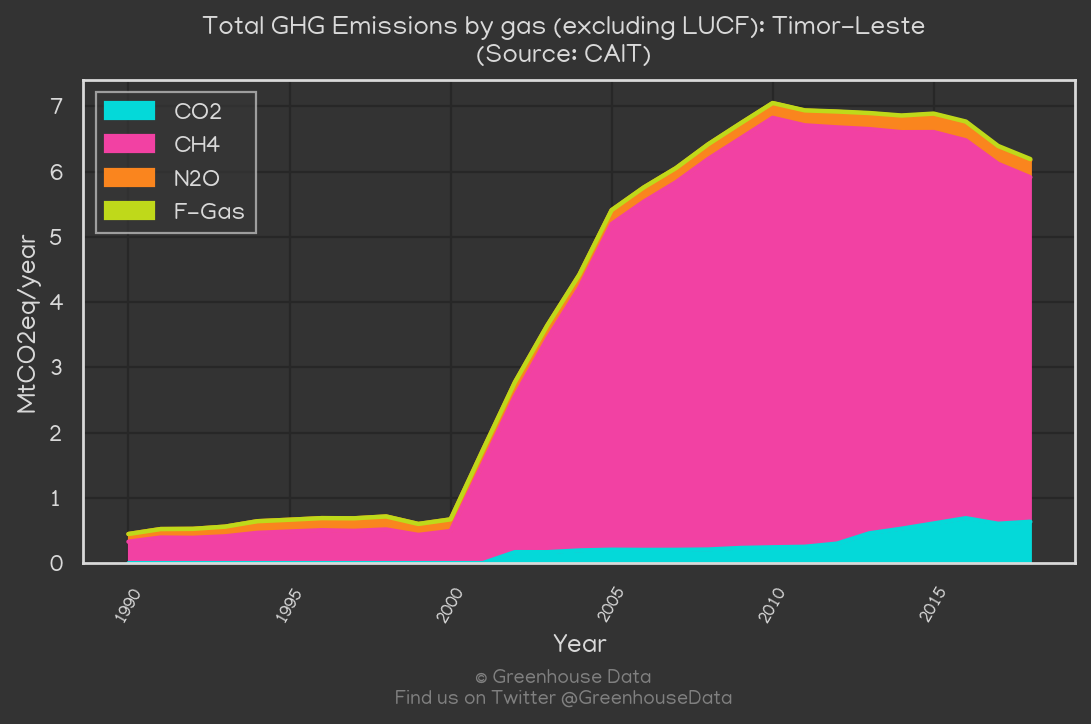 Total GHG Emissions by gas (excluding LUCF): Timor-Leste
(Source: CAIT)
CO2
CH4
N2O
F-Gas
MtCO2eq/year
7
6
5
4
3
2
1
0
1990
1995
2000
2005
2010
2015
Year
© Greenhouse Data
Find us on Twitter @GreenhouseData